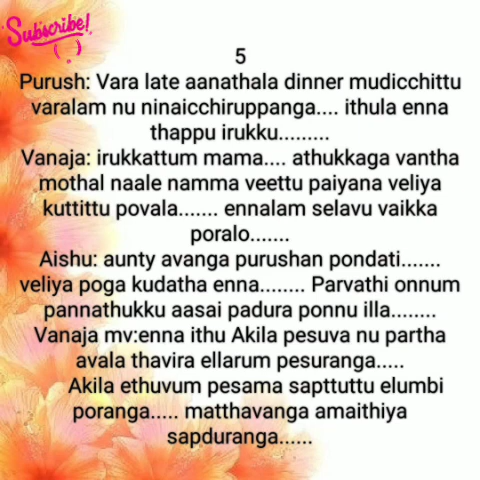 Subscribe!
5
Purush: Vara late aanathala dinner mudicchittu
varalam nu ninaicchiruppanga.... ithula enna
thappu irukku.........
Vanaja: irukkattum mama.... athukkaga vantha
mothal naale namma veettu paiyana veliya
kuttittu povala....... ennalam selavu vaikka
poralo.......
Aishu: aunty avanga purushan pondati.......
veliya poga kudatha enna........ Parvathi onnum
pannathukku aasai padura ponnu illa........
Vanaja mv:enna ithu Akila pesuva nu partha
avala thavira ellarum pesuranga.....
Akila ethuvum pesama sapttuttu elumbi
poranga..... matthavanga amaithiya
sapduranga......